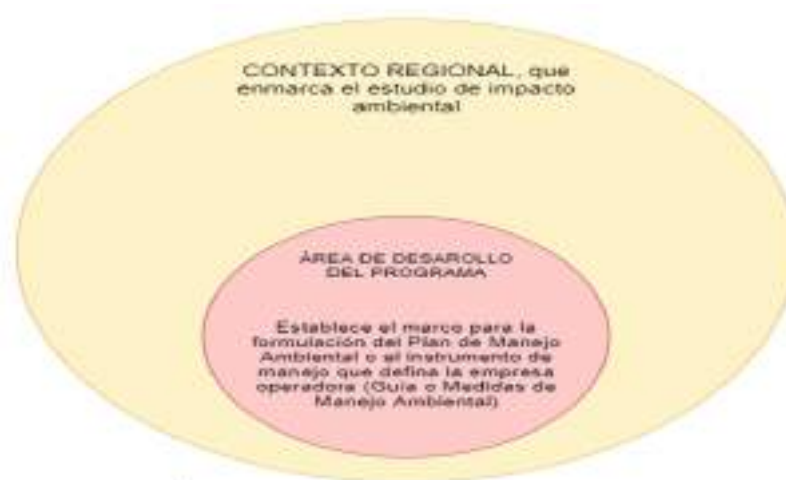 CONTEXTO REGIONAL, que
enmarca el estudio de impacto
ambiental
ÁREA DE DESAROLLO
DEL PROGRAMA
Establece el marco para la
formulación del Plan de Manejo
Ambiental o el instrumento de
manejo que defina la empresa
operadora (Guía o Medidas de
Manejo Ambiental)